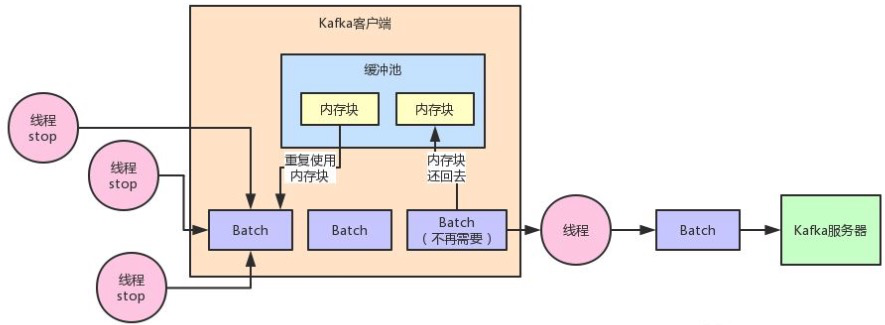 Kafka客户端
缓冲池
内存块
内存块
线程
stop
重复使用
内存块
内存块
还回去
线程
stop
Batch
Batch
Batch
（不再需要）
线程
Batch
Kafka服务器
线程
stop